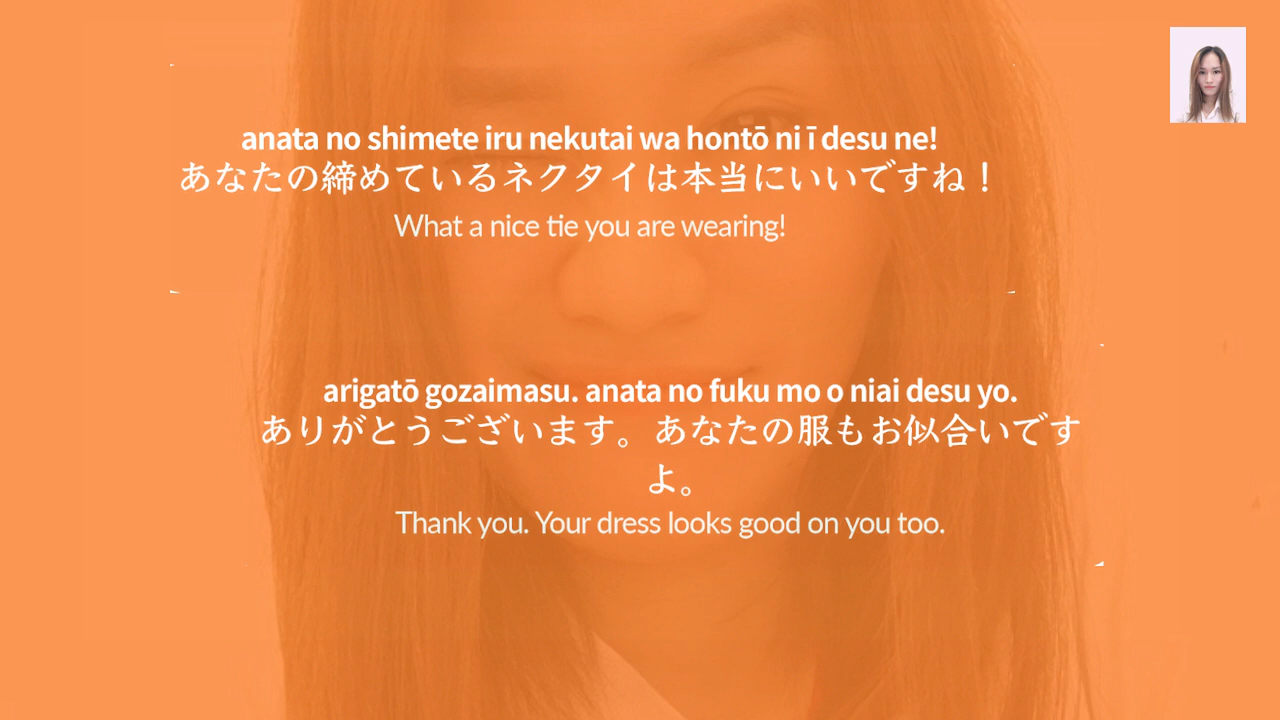 anata no shimete iru nekutai wa hontō ni ī desu ne!
あなたの締めているネクタイは本当にいいですね！
What a nice tie you are wearing!
arigatō gozaimasu. anata no fuku mo o niai desu yo.
ありがとうございます。あなたの服もお似合いです
よ。
Thank you. Your dress looks good on you too.